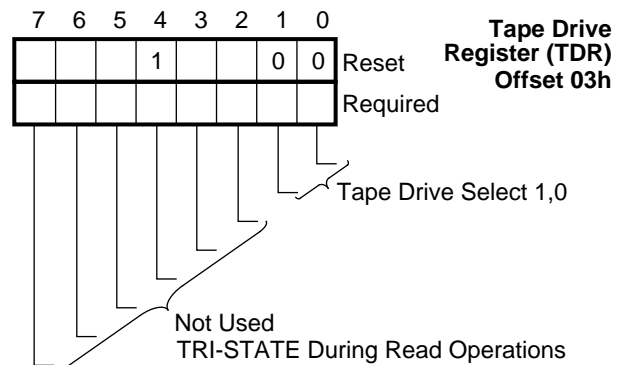 7 6 5 4 3 2 1 0
Tape Drive
Register (TDR)
Offset 03h
1 0 0 Reset
Required
Tape Drive Select 1,0
Not Used
TRI-STATE During Read Operations